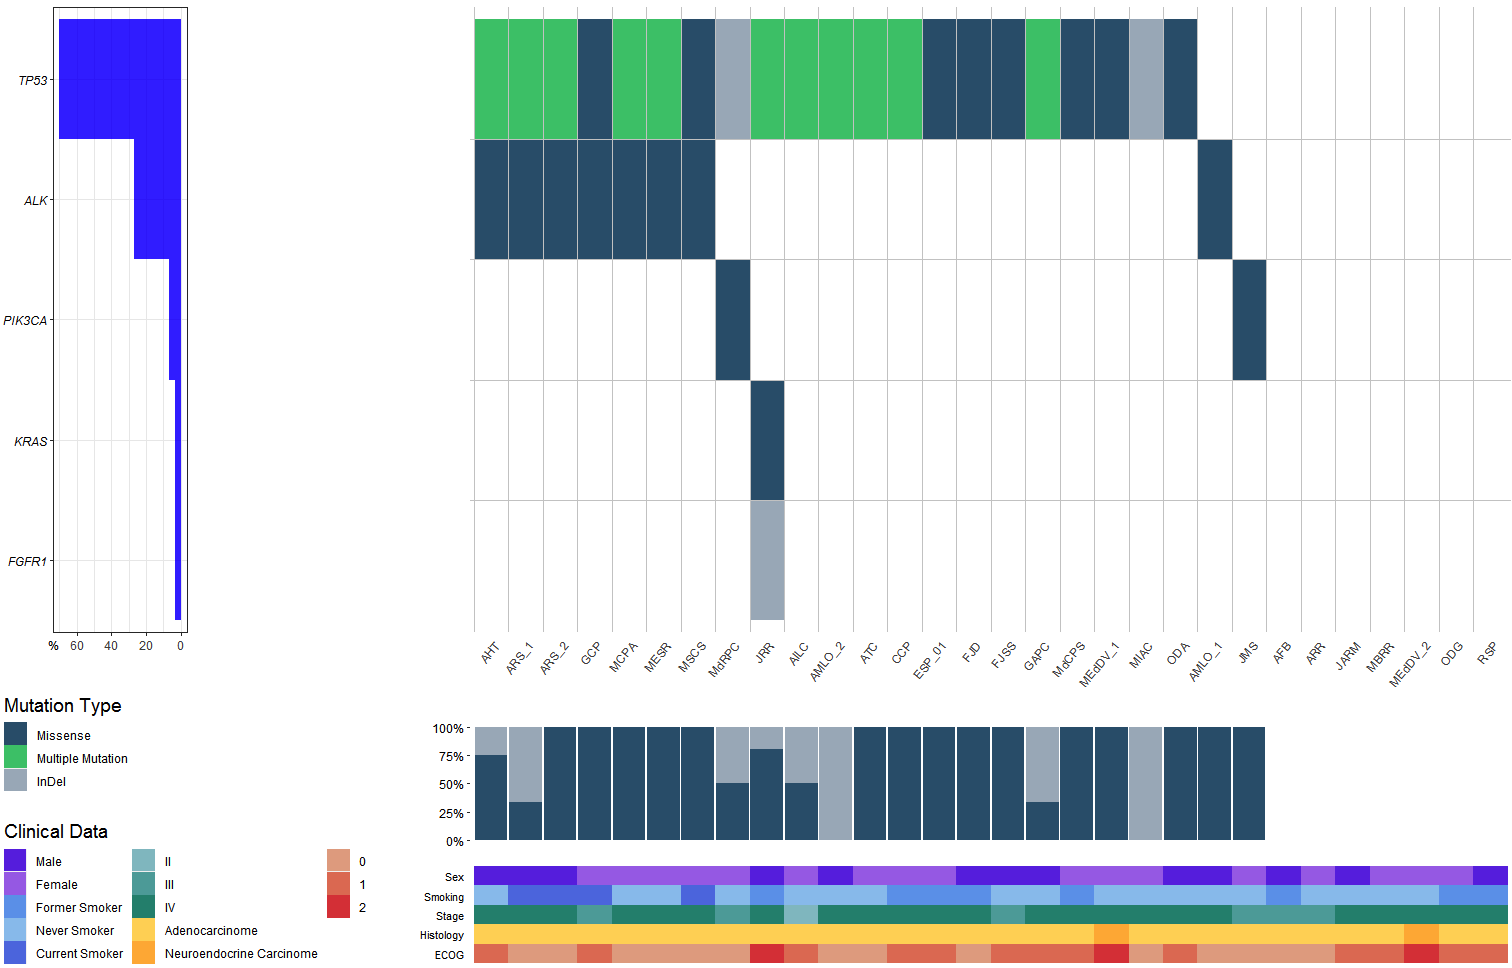 TP53
ALK
PIK3CA
KRAS
FGFR1
% 60 40 20 0
AHT ARS_1 ARS_2 GCP MCPA MESR MSCS MdRPC JRR AILC AMLO_2 ATC CCP ESP_01 FJD FJSS GAPC MdCPS MEdDV_1 MIAC ODA AMLO_1 JMS AFB ARR JARM MBRR MEdDV_2 ODG RSP
Mutation Type
Missense
Multiple Mutation
InDel
100%
75%
50%
25%
0%
Clinical Data
Male II 0
Female III 1
Former Smoker IV 2
Never Smoker Adenocarcinome
Current Smoker Neuroendocrine Carcinome
Sex
Smoking
Stage
Histology
ECOG